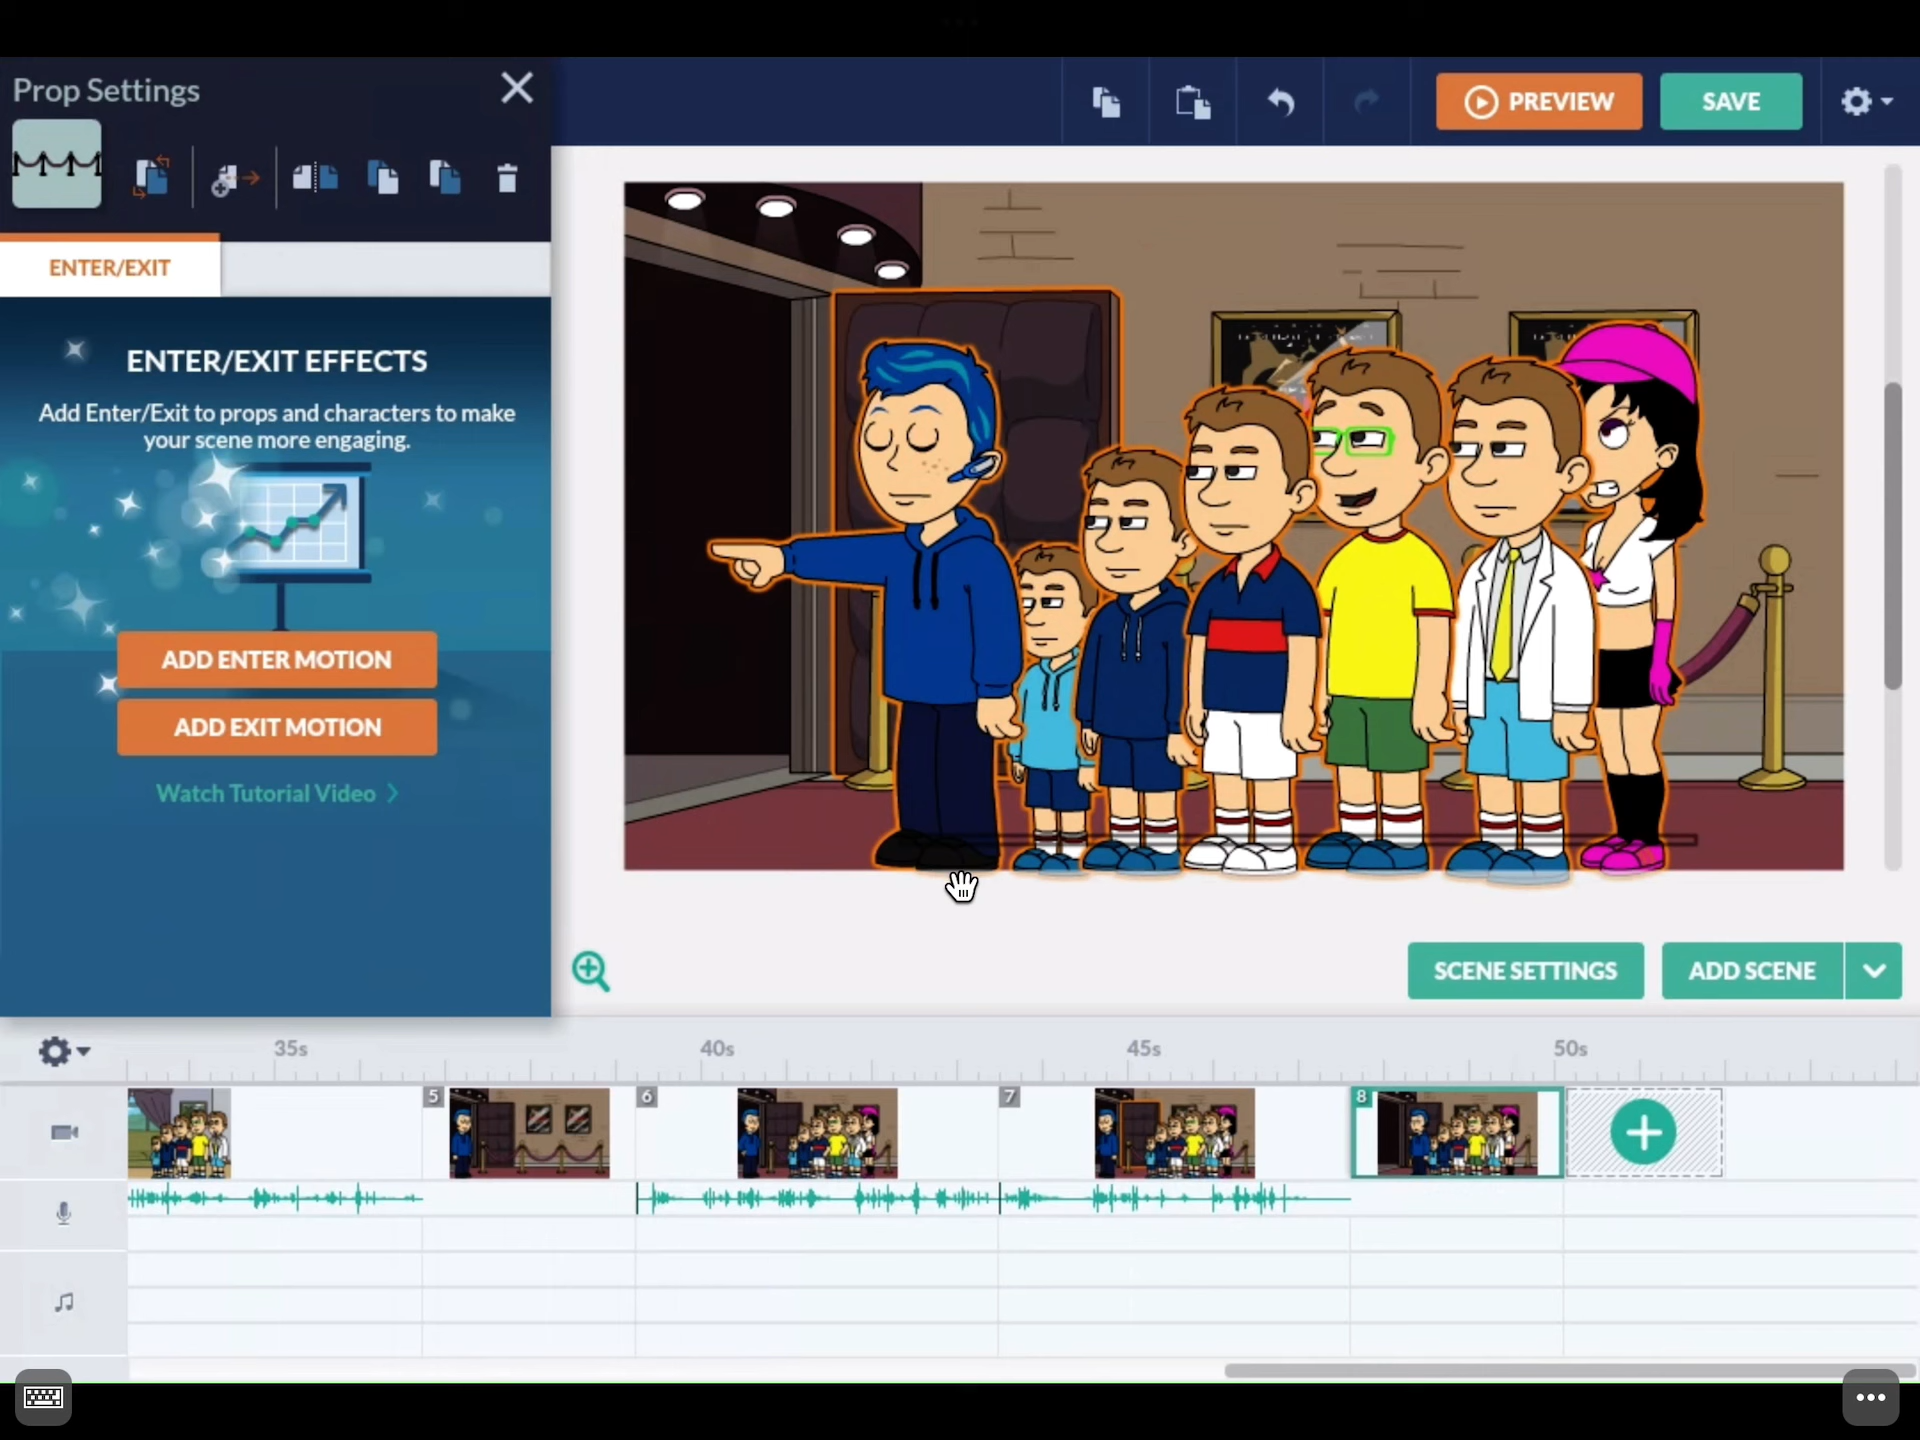 Prop Settings
PREVIEW
SAVE
ENTER/EXIT
ENTER/EXIT EFFECTS
Add Enter/Exit to props and characters to make
your scene more engaging.
ADD ENTER MOTION
ADD EXIT MOTION
Watch Tutorial Video
SCENE SETTINGS
ADD SCENE
35s
40s
45s
50s
5
6
7
8